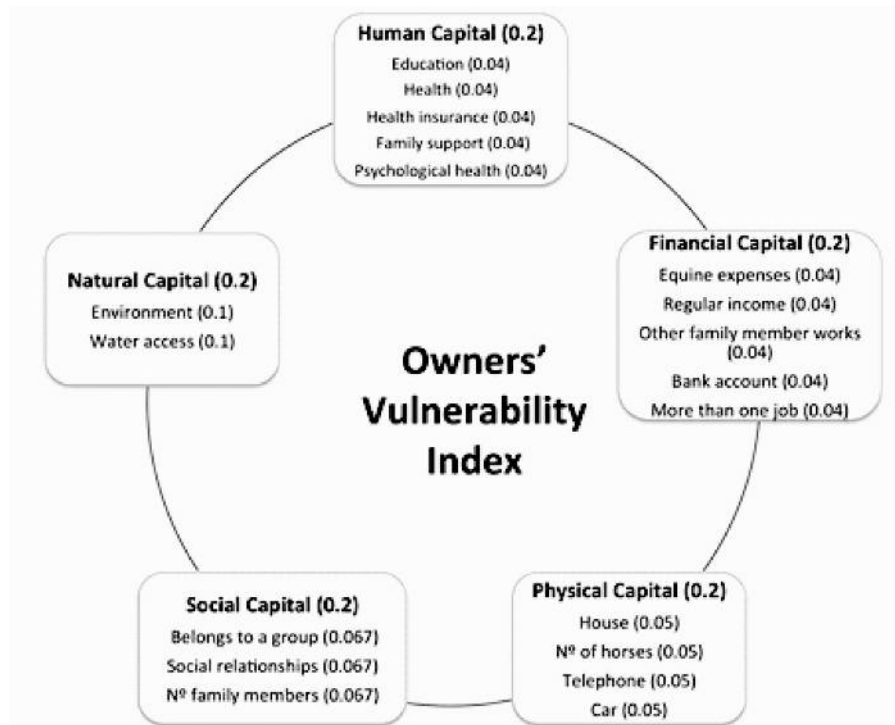 Human Capital (0.2)
Education (0.04)
Health (0.04)
Health insurance (0.04)
Family support (0.04)
Psychological health (0.04)
Financial Capital (0.2)
Equine expenses (0.04)
Regular income (0.04)
Other family member works
(0.04)
Bank account (0.04)
More than one job (0.04)
Natural Capital (0.2)
Environment (0.1)
Water access (0.1)
Owners’
Vulnerability
Index
Social Capital (0.2)
Belongs to a group (0.067)
Social relationships (0.067)
Nº family members (0.067)
Physical Capital (0.2)
House (0.05)
Nº of horses (0.05)
Telephone (0.05)
Car (0.05)